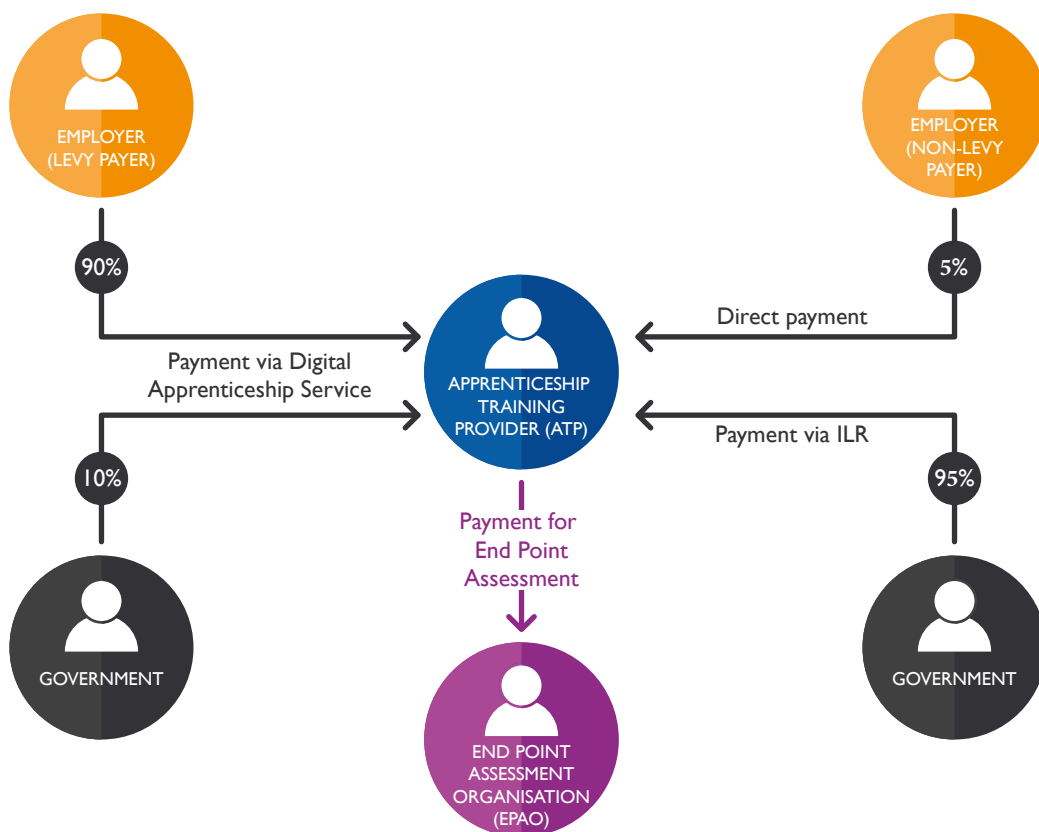 EMPLOYER
(LEVY PAYER)
EMPLOYER
(NON-LEVY
PAYER)
90%
5%
Direct payment
Payment via Digital
Apprenticeship Service
APPRENTICESHIP
TRAINING
PROVIDER (ATP)
Payment via ILR
10%
95%
Payment for
End Point
Assessment
GOVERNMENT
GOVERNMENT
END POINT
ASSESSMENT
ORGANISATION
(EPAO)